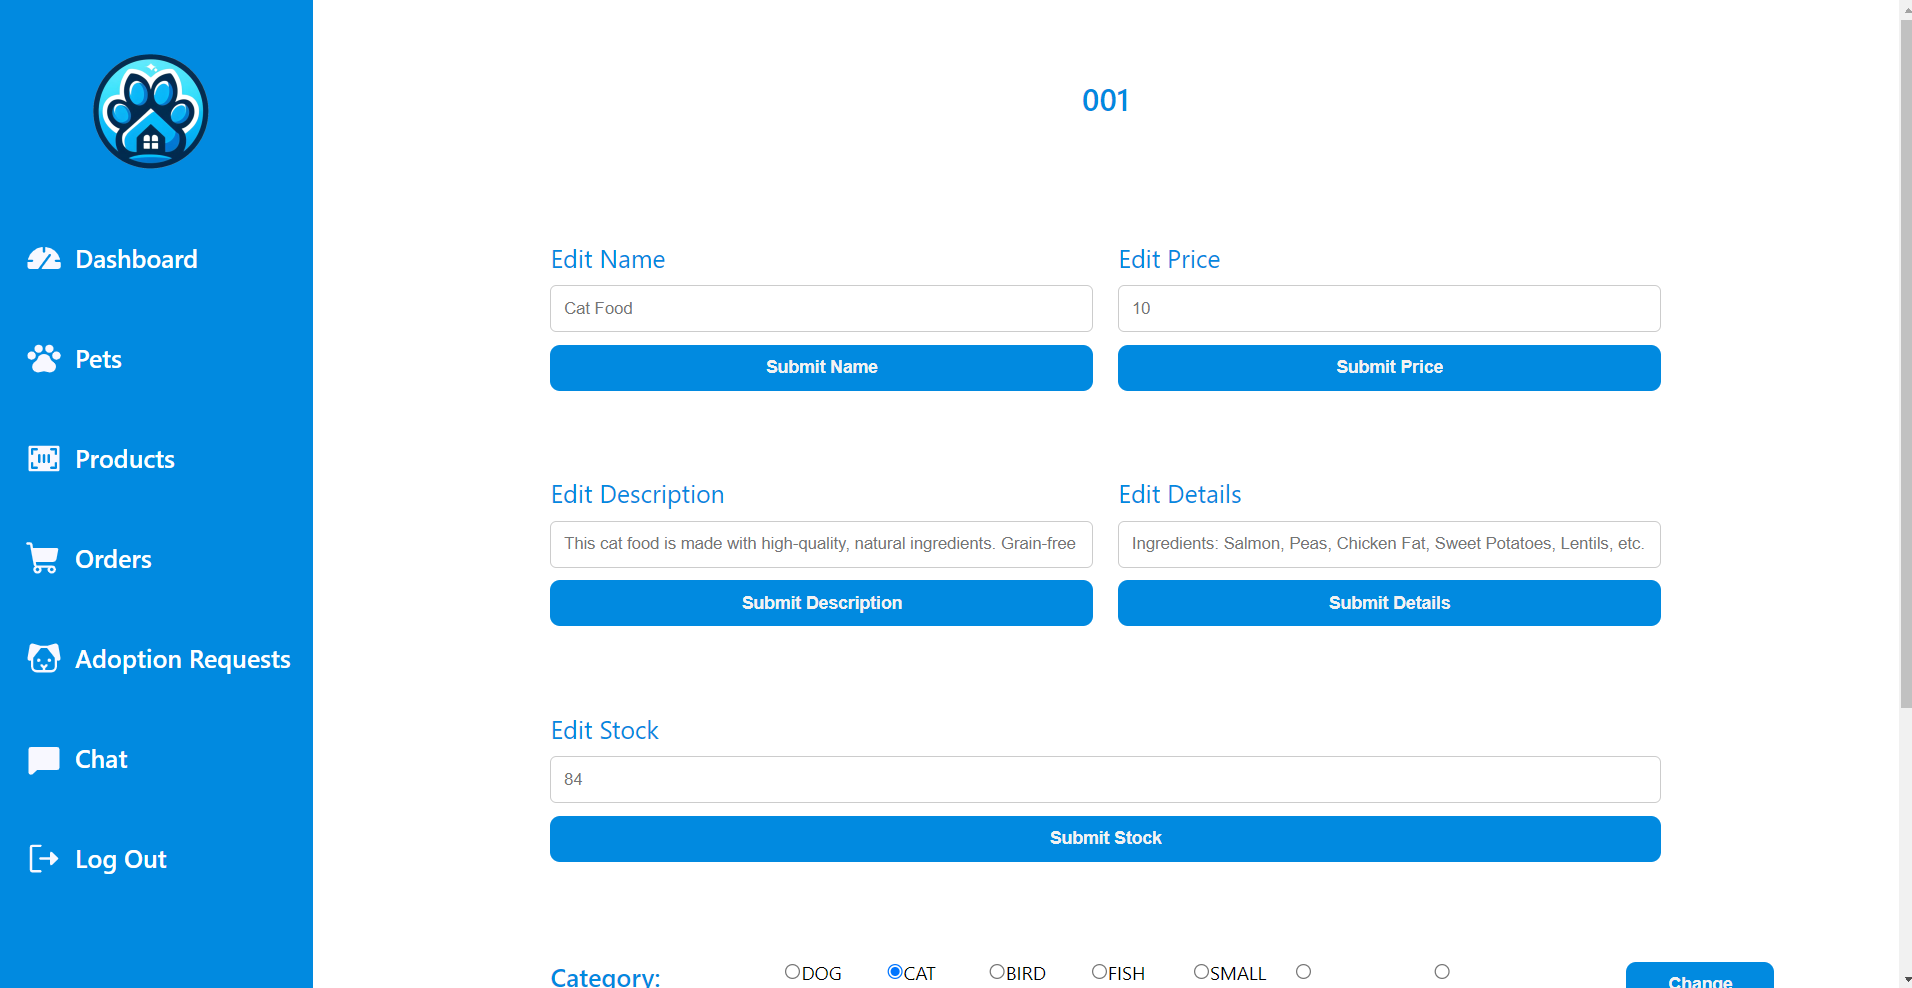 001
Dashboard
Pets
Products
Orders
Adoption Requests
Chat
Log Out
Edit Name
Edit Price
Cat Food
10
Submit Name
Submit Price
Edit Description
Edit Details
This cat food is made with high-quality, natural ingredients. Grain-free
Ingredients: Salmon, Peas, Chicken Fat, Sweet Potatoes, Lentils, etc.
Submit Description
Submit Details
Edit Stock
84
Submit Stock
Category:
DOG
CAT
BIRD
FISH
SMALL
Change